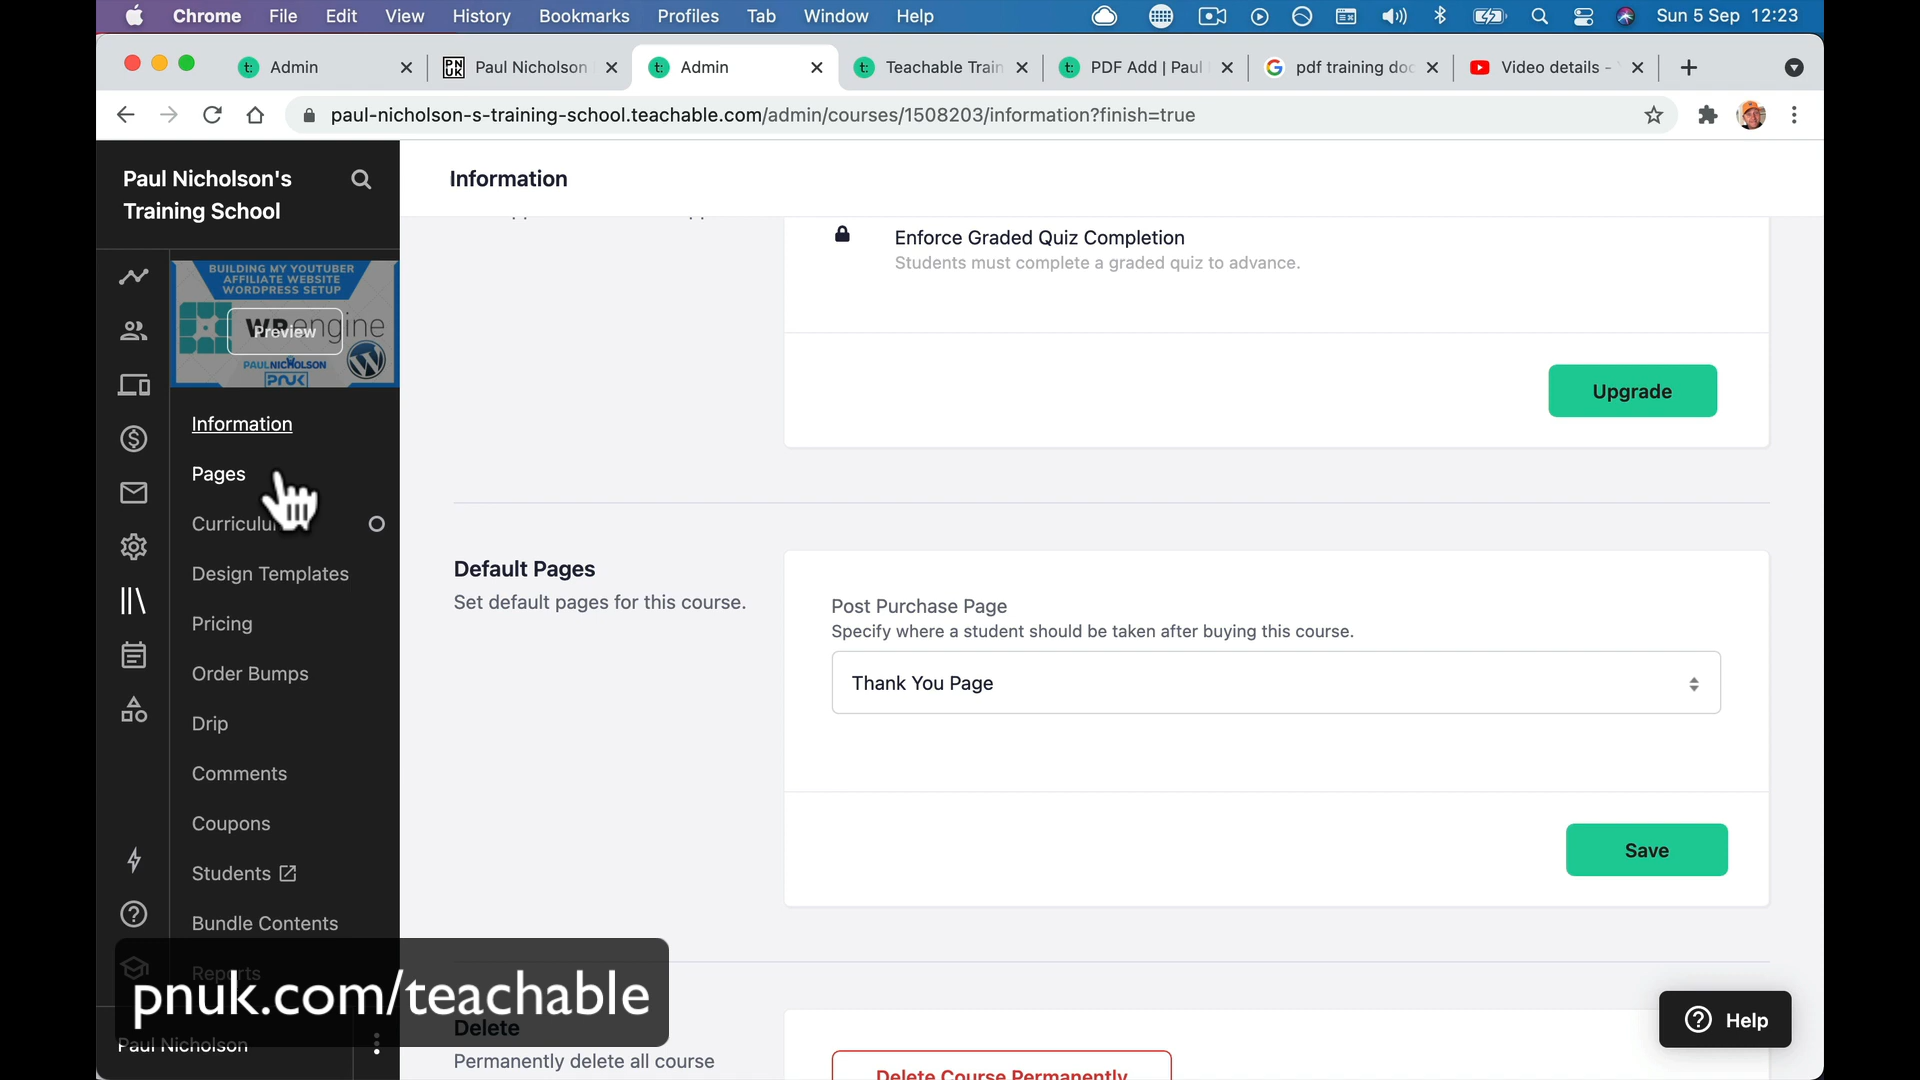 Chrome File Edit View History Bookmarks Profiles Tab Window Help Sun 5 Sep 12:23
Admin Paul Nicholson Admin Teachable Train PDF Add | Paul pdf training doc Video details -
paul-nicholson-s-training-school.teachable.com/admin/courses/1508203/information?finish=true
Paul Nicholson's
Training School
BUILDING MY YOUTUBER
AFFILIATE WEBSITE
WORDPRESS SETUP
WP engine
Preview
PAULNICHOLSON
PNUK
Information
Pages
Curriculu
Design Templates
Pricing
Order Bumps
Drip
Comments
Coupons
Students
Bundle Contents
Reports
Paul Nicholson
pnuk.com/teachable
Information
Enforce Graded Quiz Completion
Students must complete a graded quiz to advance.
Upgrade
Default Pages
Set default pages for this course.
Post Purchase Page
Specify where a student should be taken after buying this course.
Thank You Page
Save
Delete
Permanently delete all course
Delete Course Permanently
Help